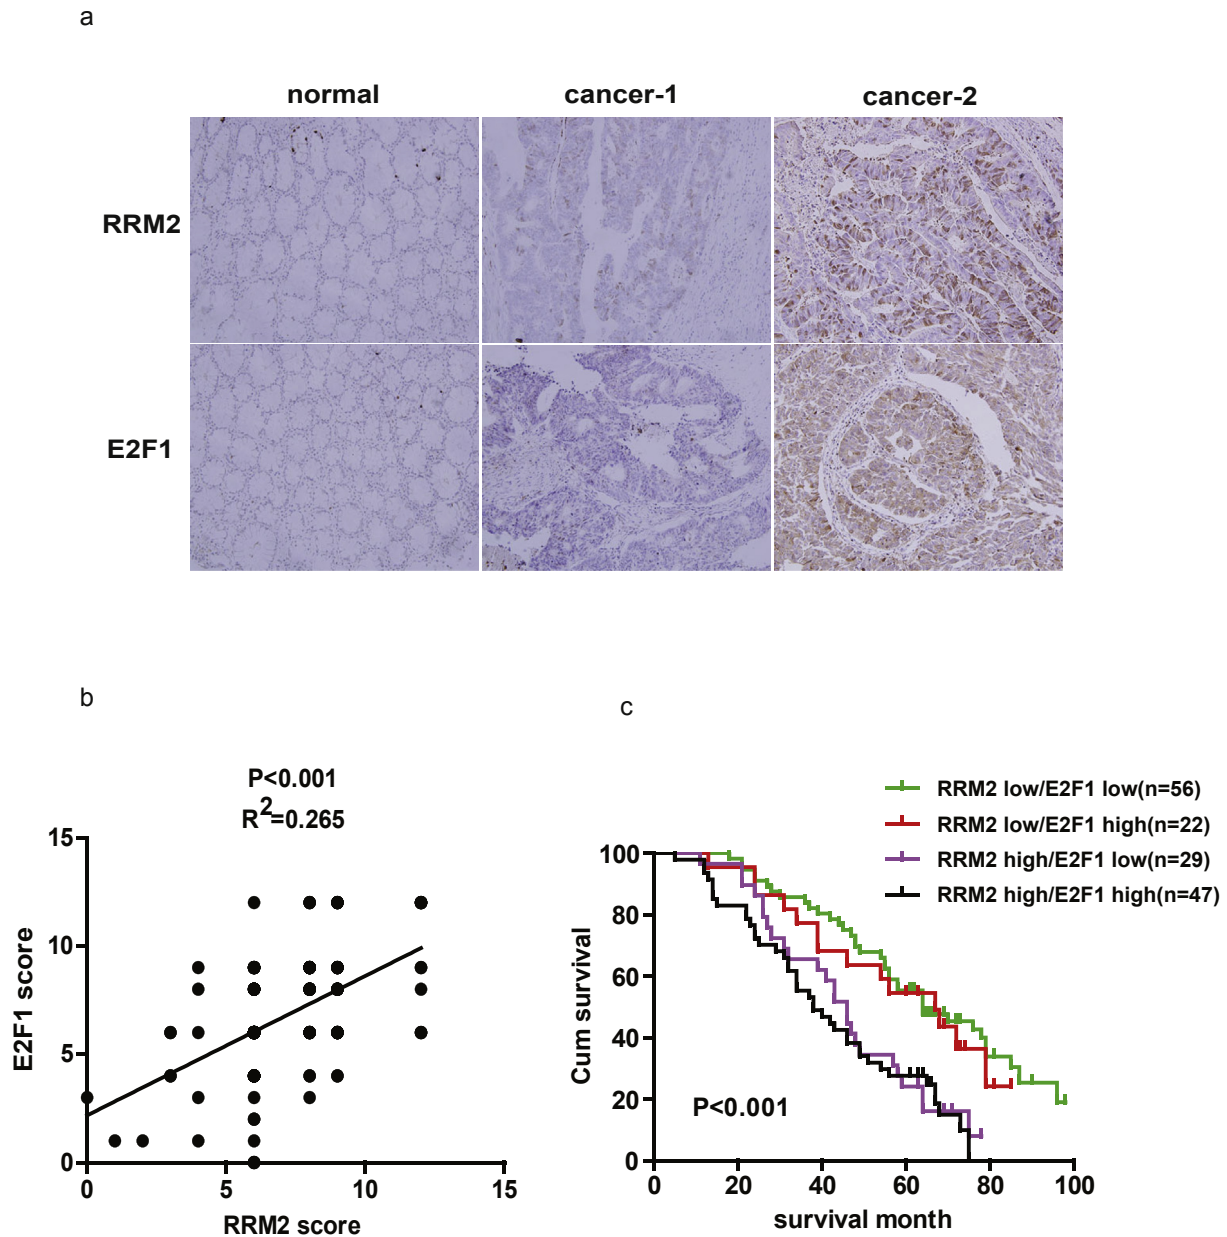 a
normal
cancer-1
cancer-2
RRM2
E2F1
b
P<0.001
R2=0.265
15
10
5
0
E2F1 score
0
5
10
15
RRM2 score
c
RRM2 low/E2F1 low(n=56)
RRM2 low/E2F1 high(n=22)
RRM2 high/E2F1 low(n=29)
RRM2 high/E2F1 high(n=47)
100
80
60
40
20
0
Cum survival
P<0.001
0
20
40
60
80
100
survival month